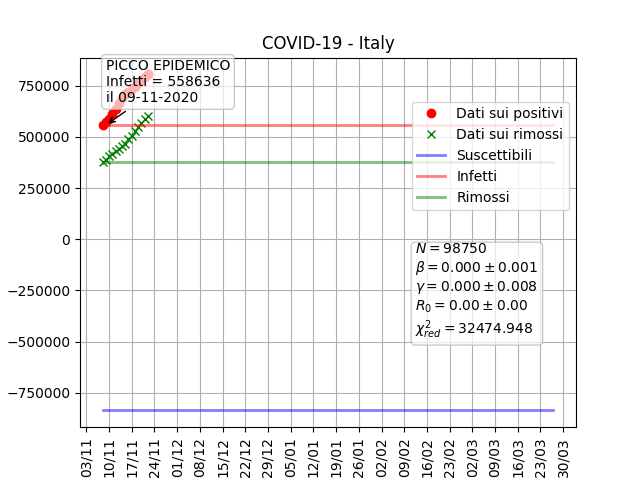 COVID-19 - Italy
PICCO EPIDEMICO
Infetti = 558636
il 09-11-2020
750000
500000
250000
0
−250000
−500000
−750000
Dati sui positivi
Dati sui rimossi
Suscettibili
Infetti
Rimossi
N = 98750
β = 0.000 ± 0.001
γ = 0.000 ± 0.008
R₀ = 0.00 ± 0.00
χ²red = 32474.948
03/11
10/11
17/11
24/11
01/12
08/12
15/12
22/12
29/12
05/01
12/01
19/01
26/01
02/02
09/02
16/02
23/02
02/03
09/03
16/03
23/03
30/03